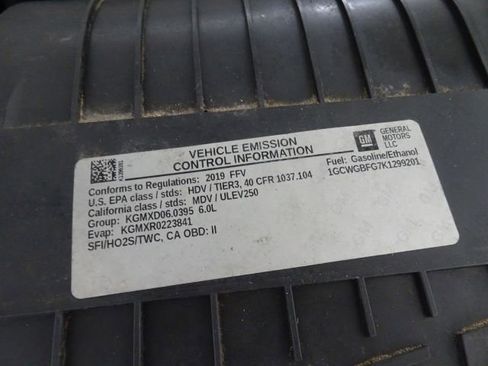 VEHICLE EMISSION
CONTROL INFORMATION
GM
GENERAL
MOTORS
LLC
Conforms to Regulations: 2019 FFV
Fuel: Gasoline/Ethanol
U.S. EPA class / stds: HDV / TIER3, 40 CFR 1037.104
1GCWGBFG7K1299201
California class / stds: MDV / ULEV250
Group: KGMXD06.0395 6.0L
Evap: KGMXR0223841
SFI/HO2S/TWC, CA OBD: II